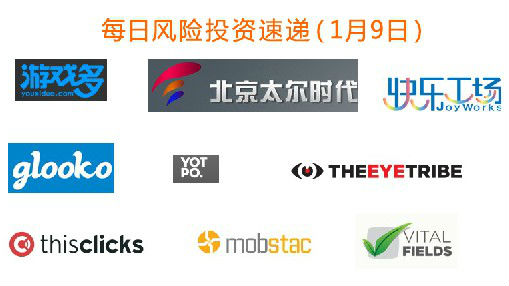 每日风险投资速递(1月9日)
游戏多
youxiduo.com
北京太尔时代
快乐工场
JoyWorks
glooko
YOT
PO.
THEEYETRIBE
thisclicks
mobstac
VITAL
FIELDS